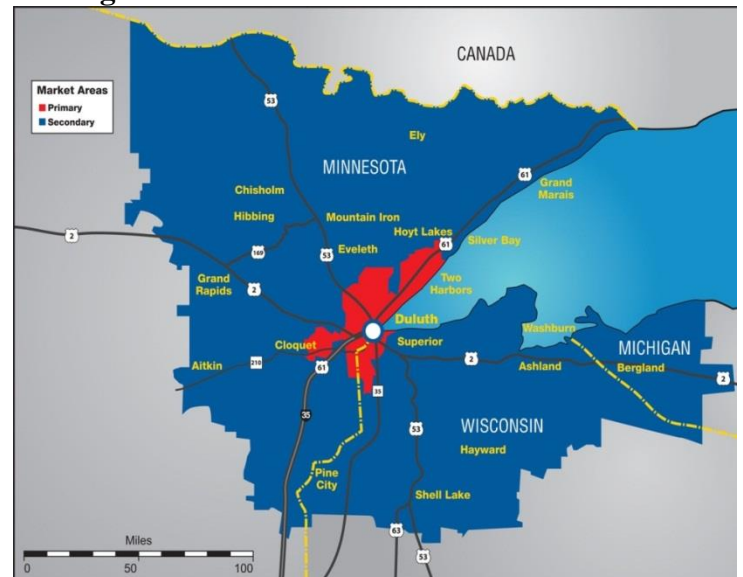 CANADA
Market Areas
Primary
Secondary
53
Ely
MINNESOTA
61
Chisholm
Grand
Marais
Hibbing
Mountain Iron
Hoyt Lakes
2
61
Silver Bay
169
53
Eveleth
Grand
Rapids
2
Two
Harbors
Duluth
Washburn
Cloquet
Superior
MICHIGAN
Aitkin
210
61
2
Ashland
Bergland
2
35
35
53
WISCONSIN
Hayward
Pine
City
Shell Lake
63
53
Miles
0
50
100